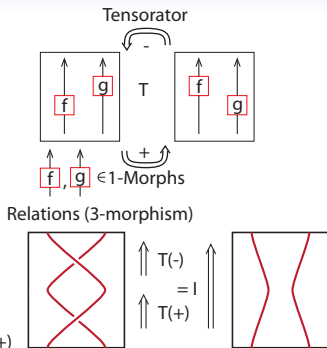 Tensorator
-
f g T f g
+
f , g ∈1-Morphs
Relations (3-morphism)
T(-)
= I
T(+)
+)